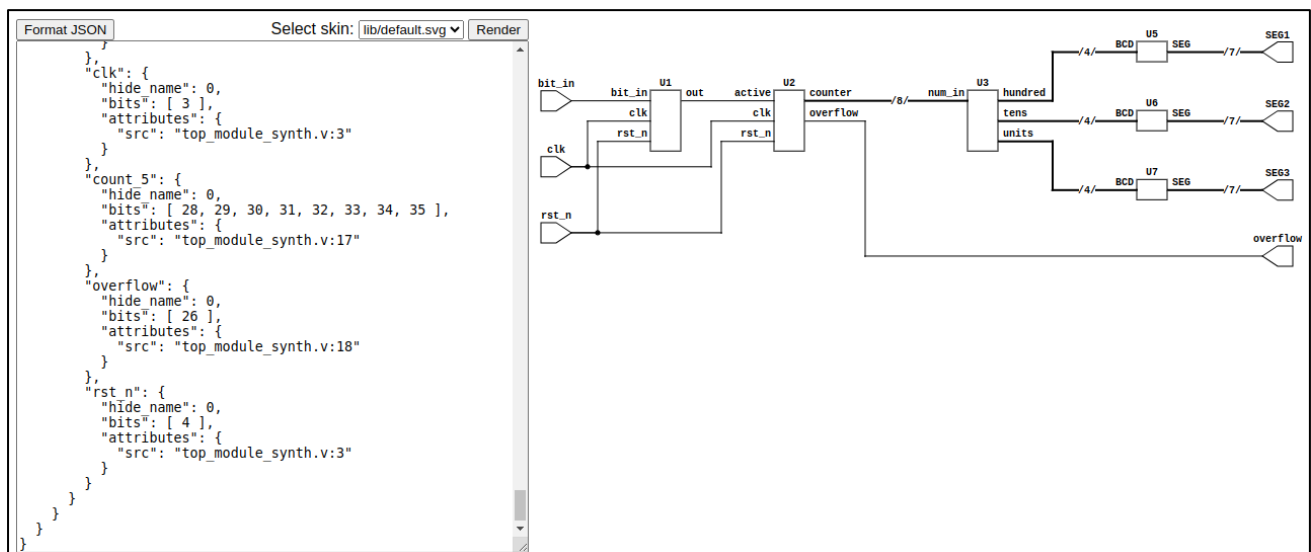 Format JSON
Select skin: lib/default.svg Render
}
},
"clk": {
"hide_name": 0,
"bits": [ 3 ],
"attributes": {
"src": "top_module_synth.v:3"
}
},
"count_5": {
"hide_name": 0,
"bits": [ 28, 29, 30, 31, 32, 33, 34, 35 ],
"attributes": {
"src": "top_module_synth.v:17"
}
},
"overflow": {
"hide_name": 0,
"bits": [ 26 ],
"attributes": {
"src": "top_module_synth.v:18"
}
},
"rst_n": {
"hide_name": 0,
"bits": [ 4 ],
"attributes": {
"src": "top_module_synth.v:3"
}
}
}
}
}
}
bit_in
clk
rst_n
U1
bit_in out
clk
rst_n
U2
active counter
clk overflow
rst_n
/8/
U3
num_in hundred
tens
units
/4/ BCD U5 SEG /7/ SEG1
/4/ BCD U6 SEG /7/ SEG2
/4/ BCD U7 SEG /7/ SEG3
overflow